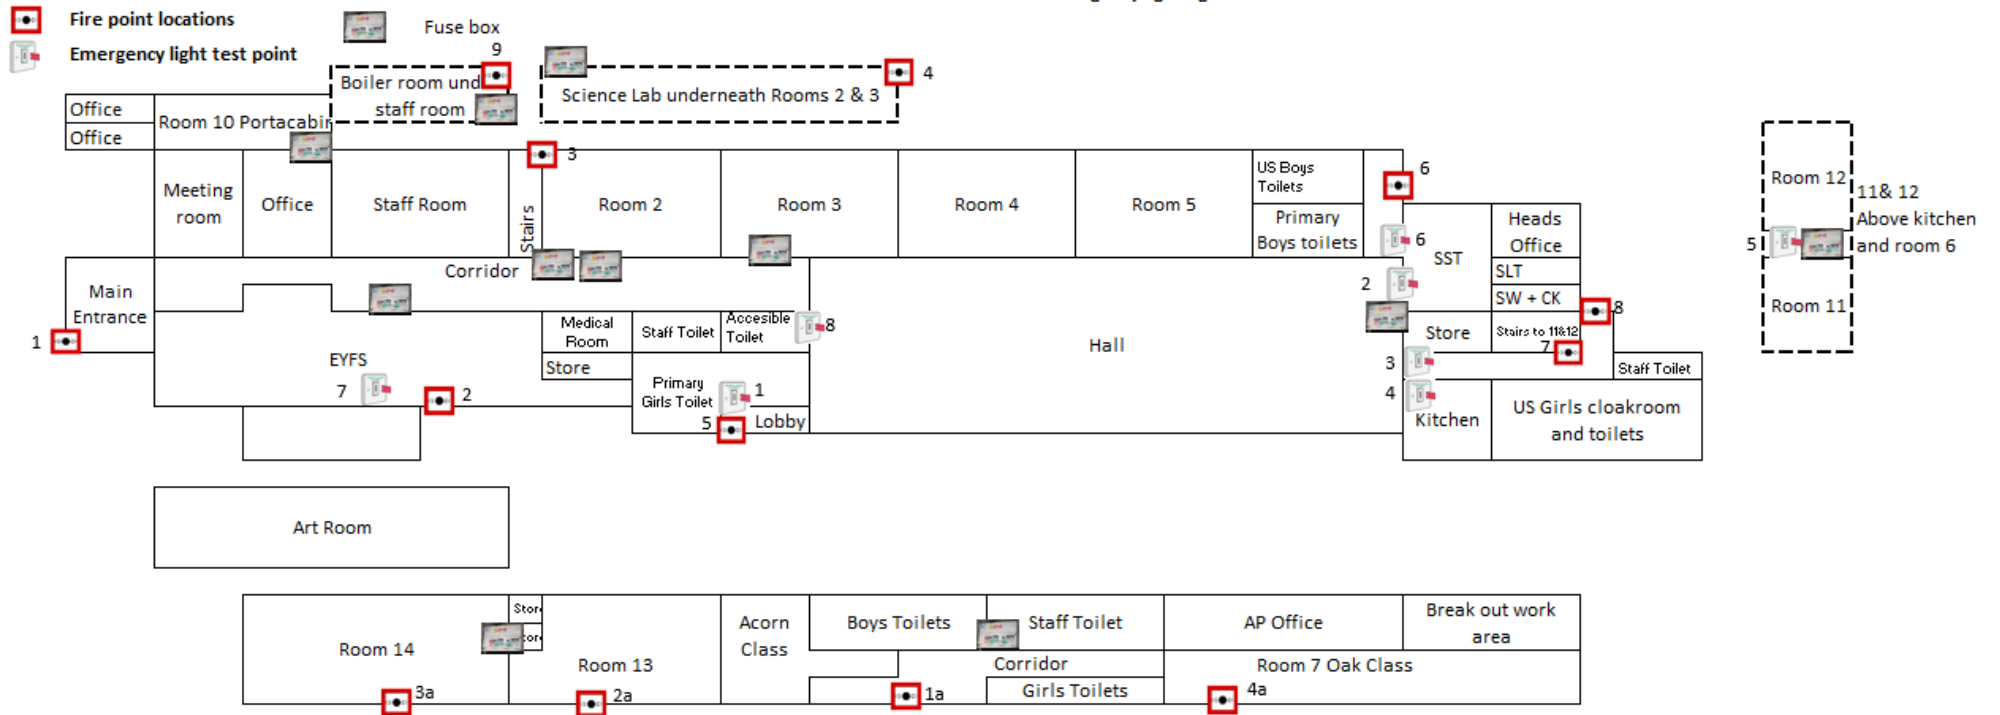 Fire point locations
Fuse box
Emergency light test point
9
4
Boiler room und
staff room
Science Lab underneath Rooms 2 & 3
Office
Office
Room 10 Portacabin
3
Meeting
room
Office
Staff Room
Stairs
Room 2
Room 3
Room 4
Room 5
US Boys
Toilets
Primary
Boys toilets
6
6
SST
Heads
Office
SLT
SW + CK
Room 12
11& 12
Above kitchen
and room 6
5
Room 11
Corridor
2
8
Main
Entrance
1
Medical
Room
Staff Toilet
Accesible
Toilet
8
Hall
Store
Stairs to 11&12
7
3
Staff Toilet
EYFS
7
2
Store
Primary
Girls Toilet
1
5
Lobby
4
Kitchen
US Girls cloakroom
and toilets
Art Room
Room 14
Store
Room 13
Acorn
Class
Boys Toilets
Staff Toilet
AP Office
Break out work
area
Corridor
Room 7 Oak Class
Girls Toilets
3a
2a
1a
4a